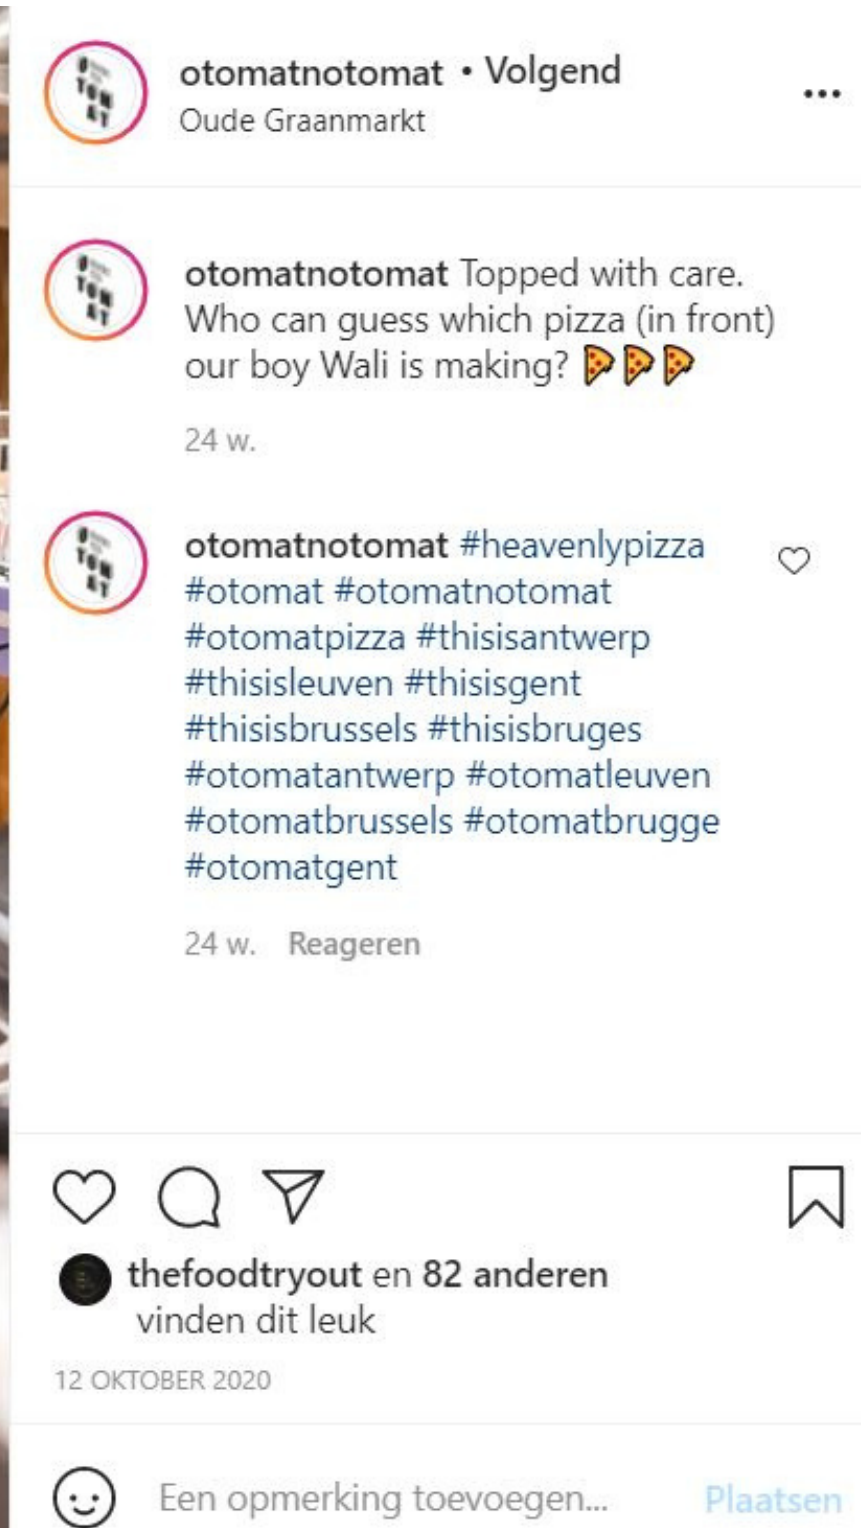 otomatnotomat • Volgend
Oude Graanmarkt
otomatnotomat Topped with care.
Who can guess which pizza (in front)
our boy Wali is making? 🍕🍕🍕
24 w.
otomatnotomat #heavenlypizza
#otomat #otomatnotomat
#otomatpizza #thisisantwerp
#thisisleuven #thisisgent
#thisisbrussels #thisisbruges
#otomatantwerp #otomatleuven
#otomatbrussels #otomatbrugge
#otomatgent
24 w. Reageren
thefoodtryout en 82 anderen
vinden dit leuk
12 OKTOBER 2020
Een opmerking toevoegen... Plaatsen